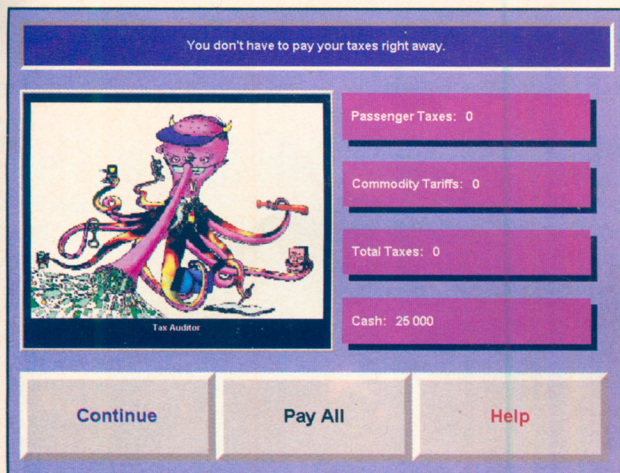 You don't have to pay your taxes right away.
Passenger Taxes: 0
Commodity Tariffs: 0
Total Taxes: 0
Cash: 25 000
Tax Auditor
Continue
Pay All
Help